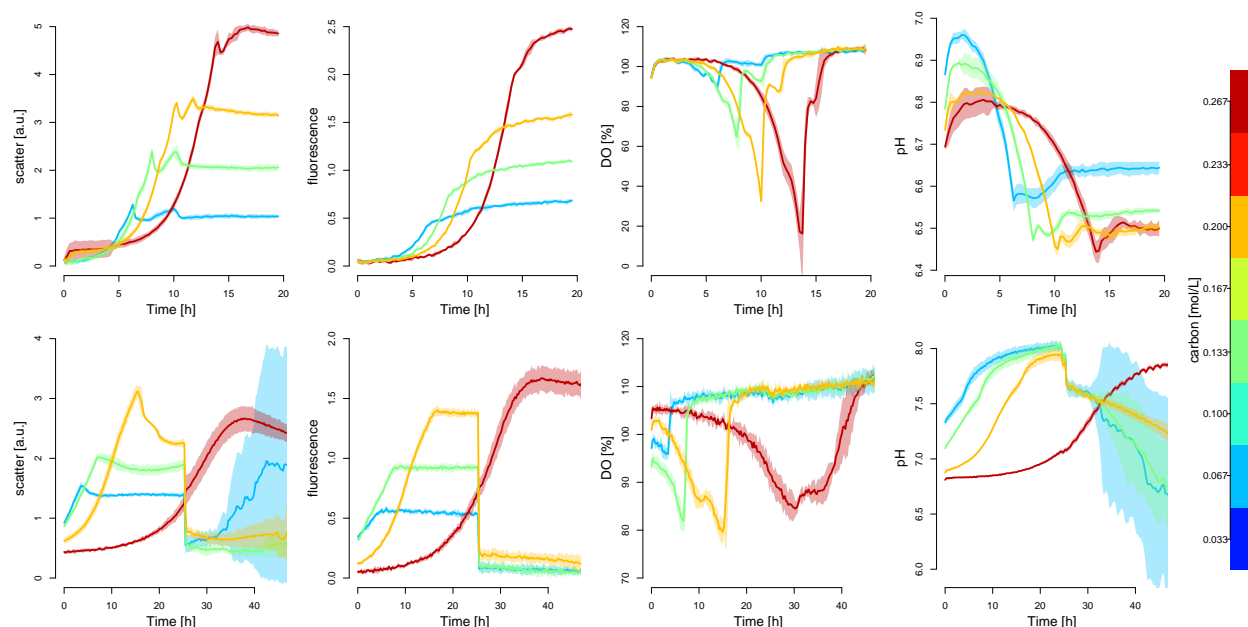 scatter [a.u.]
0 1 2 3 4 5
0 5 10 15 20
Time [h]
fluorescence
0.0 0.5 1.0 1.5 2.0 2.5
0 5 10 15 20
Time [h]
DO [%]
0 20 40 60 80 100 120
0 5 10 15 20
Time [h]
pH
6.4 6.5 6.6 6.7 6.8 6.9 7.0
0 5 10 15 20
Time [h]
scatter [a.u.]
0 1 2 3 4
0 10 20 30 40
Time [h]
fluorescence
0.0 0.5 1.0 1.5 2.0
0 10 20 30 40
Time [h]
DO [%]
70 80 90 100 110 120
0 10 20 30 40
Time [h]
pH
6.0 6.5 7.0 7.5 8.0
0 10 20 30 40
Time [h]
carbon [mol/L]
0.267
0.233
0.200
0.167
0.133
0.100
0.067
0.033